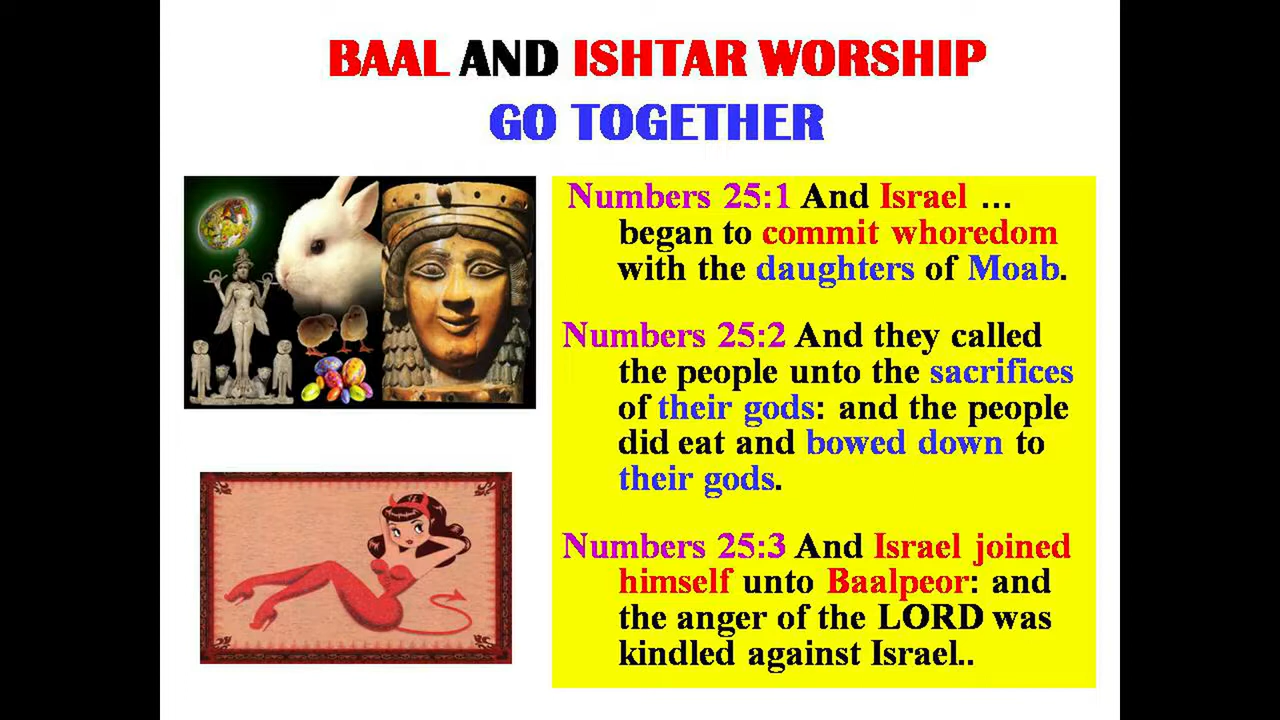 BAAL AND ISHTAR WORSHIP
GO TOGETHER
Numbers 25:1 And Israel ...
began to commit whoredom
with the daughters of Moab.
Numbers 25:2 And they called
the people unto the sacrifices
of their gods: and the people
did eat and bowed down to
their gods.
Numbers 25:3 And Israel joined
himself unto Baalpeor: and
the anger of the LORD was
kindled against Israel..